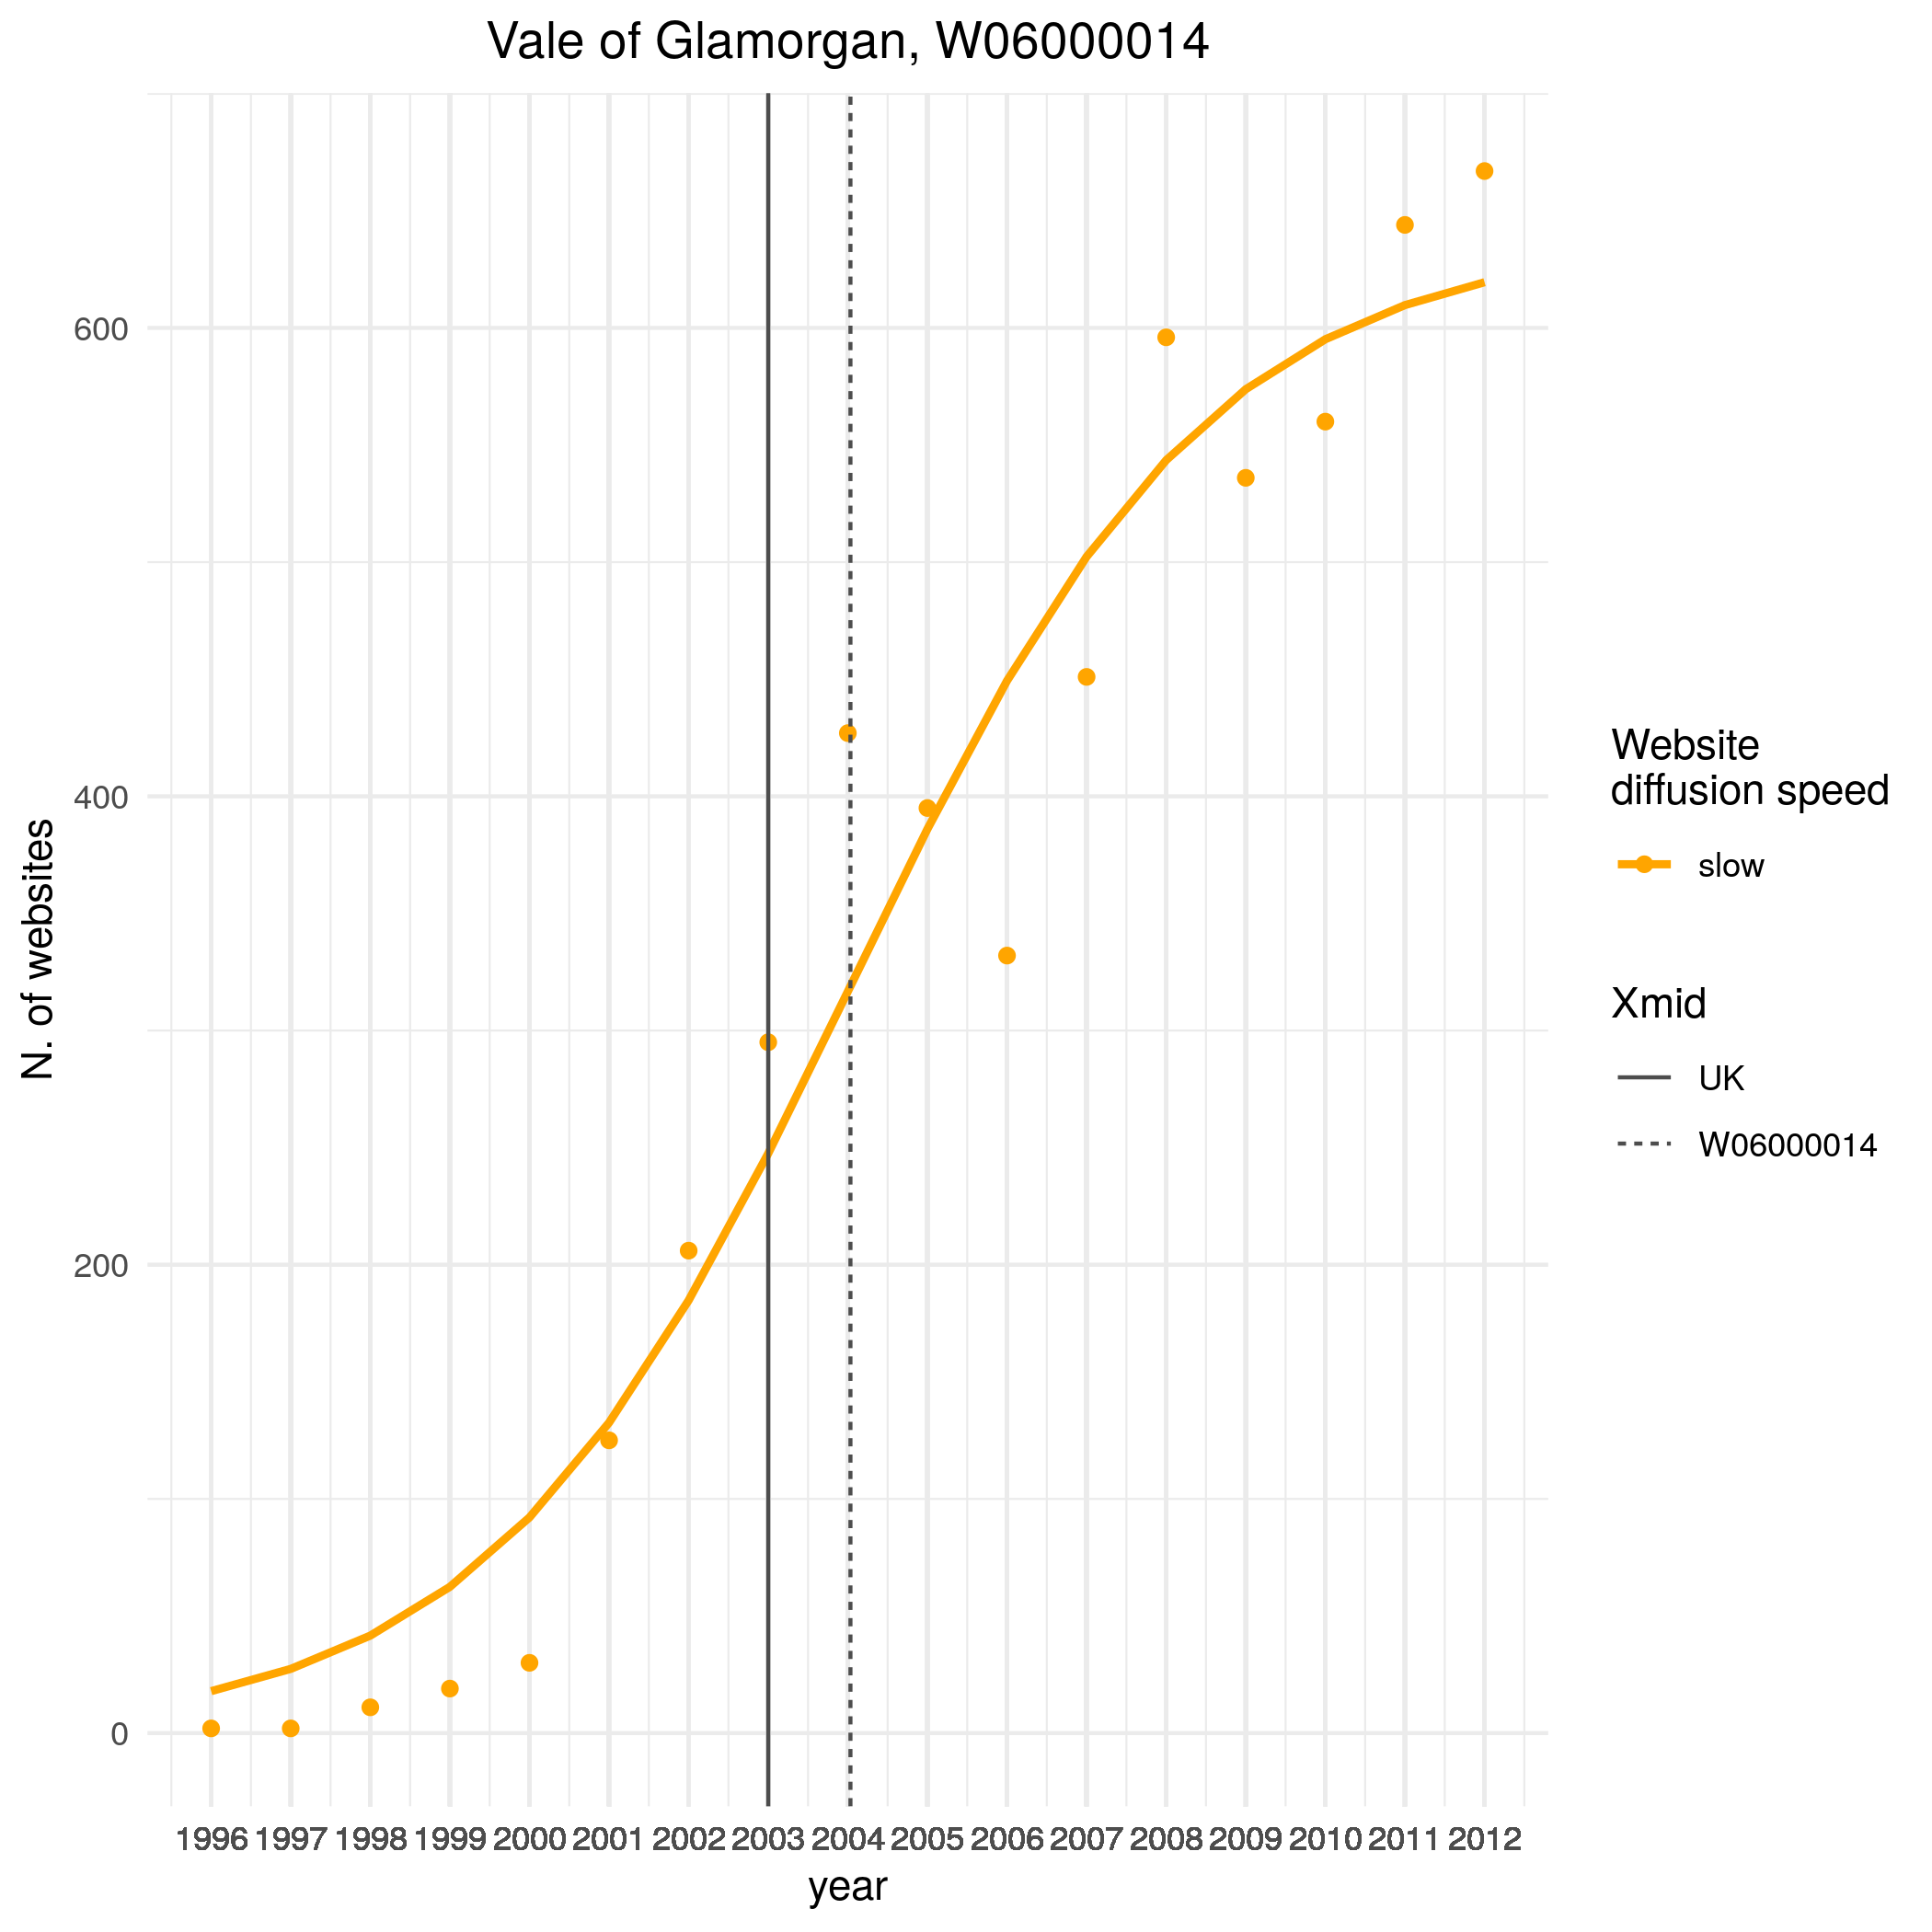 Vale of Glamorgan, W06000014
N. of websites
600
400
200
0
1996 1997 1998 1999 2000 2001 2002 2003 2004 2005 2006 2007 2008 2009 2010 2011 2012
year
Website
diffusion speed
slow
Xmid
UK
W06000014